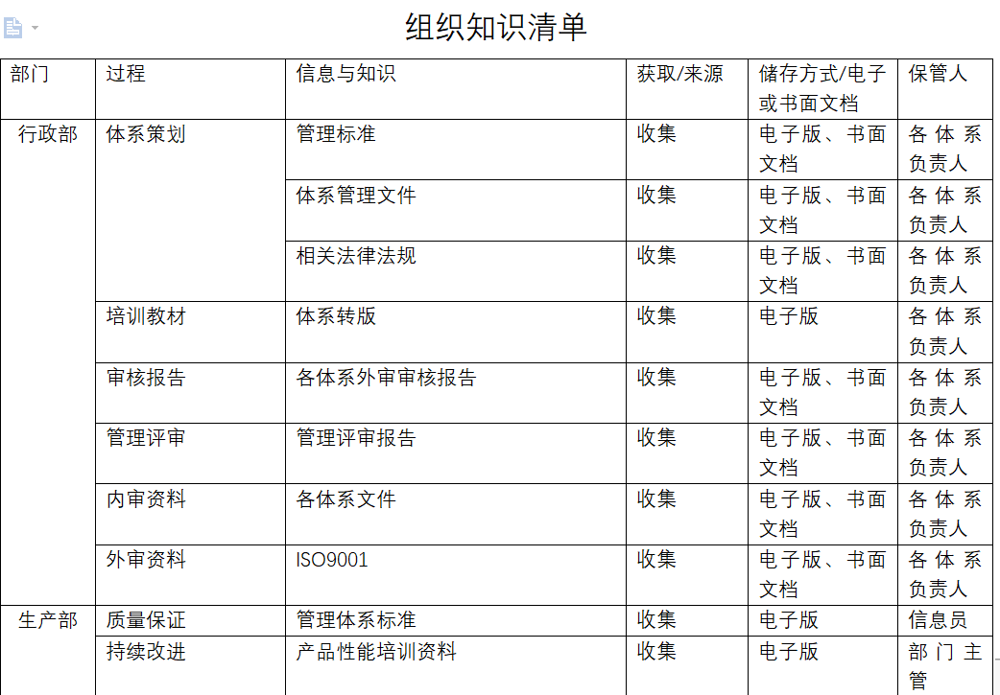 组织知识清单
部门 过程 信息与知识 获取/来源 储存方式/电子 保管人
或书面文档
行政部 体系策划 管理标准 收集 电子版、书面 各体系
文档 负责人
体系管理文件 收集 电子版、书面 各体系
文档 负责人
相关法律法规 收集 电子版、书面 各体系
文档 负责人
培训教材 体系转版 收集 电子版 各体系
负责人
审核报告 各体系外审审核报告 收集 电子版、书面 各体系
文档 负责人
管理评审 管理评审报告 收集 电子版、书面 各体系
文档 负责人
内审资料 各体系文件 收集 电子版、书面 各体系
文档 负责人
外审资料 ISO9001 收集 电子版、书面 各体系
文档 负责人
生产部 质量保证 管理体系标准 收集 电子版 信息员
持续改进 产品性能培训资料 收集 电子版 部门主
管